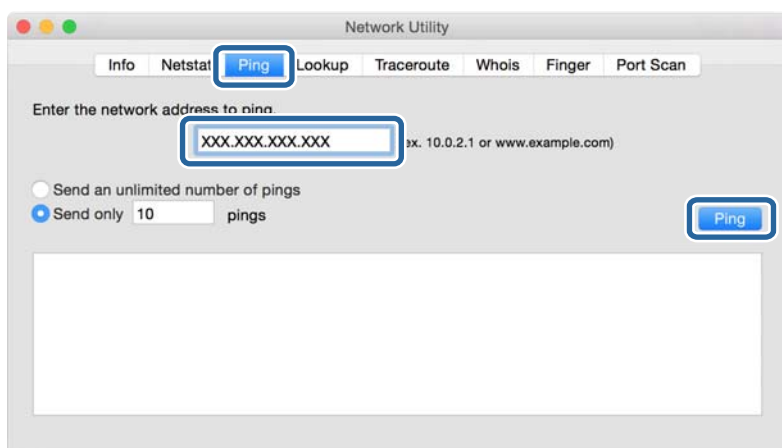 Network Utility
Info Netstat Ping Lookup Traceroute Whois Finger Port Scan
Enter the network address to ping.
XXX.XXX.XXX.XXX ex. 10.0.2.1 or www.example.com)
Send an unlimited number of pings
Send only 10 pings
Ping